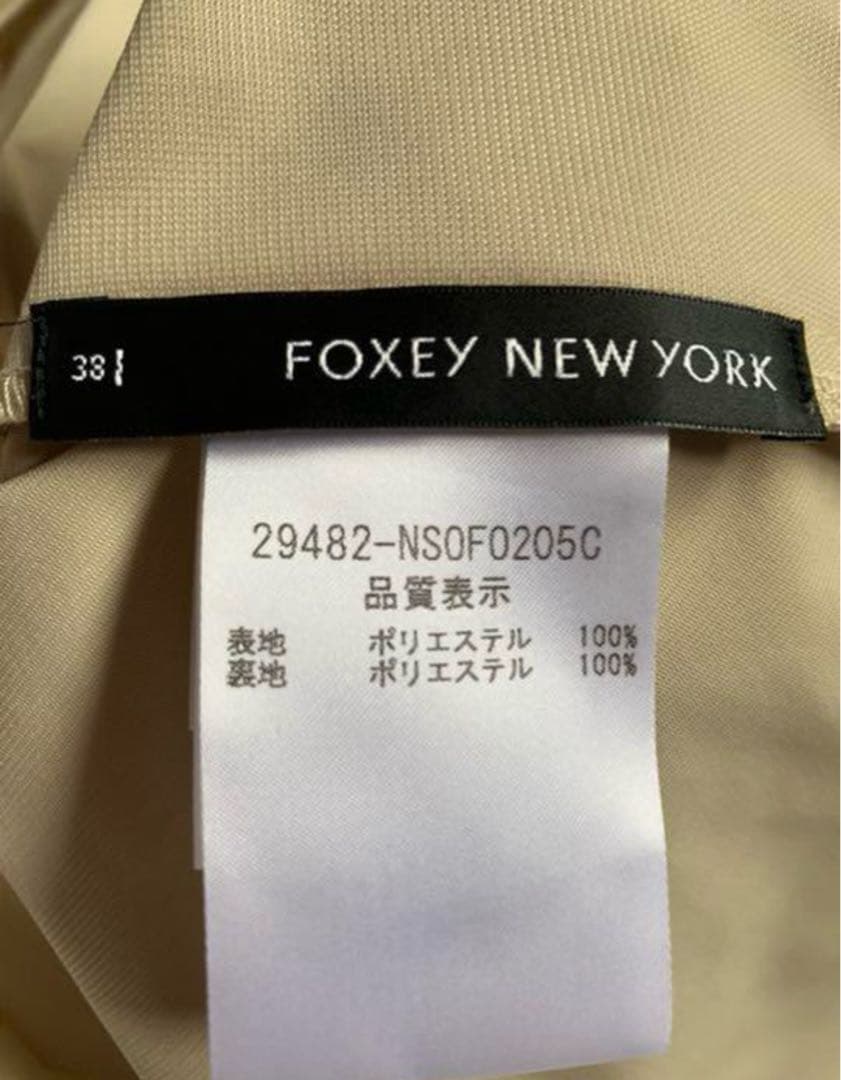 38
FOXEY NEW YORK
29482-NSOF0205C
品質表示
表地 ポリエステル 100%
裏地 ポリエステル 100%